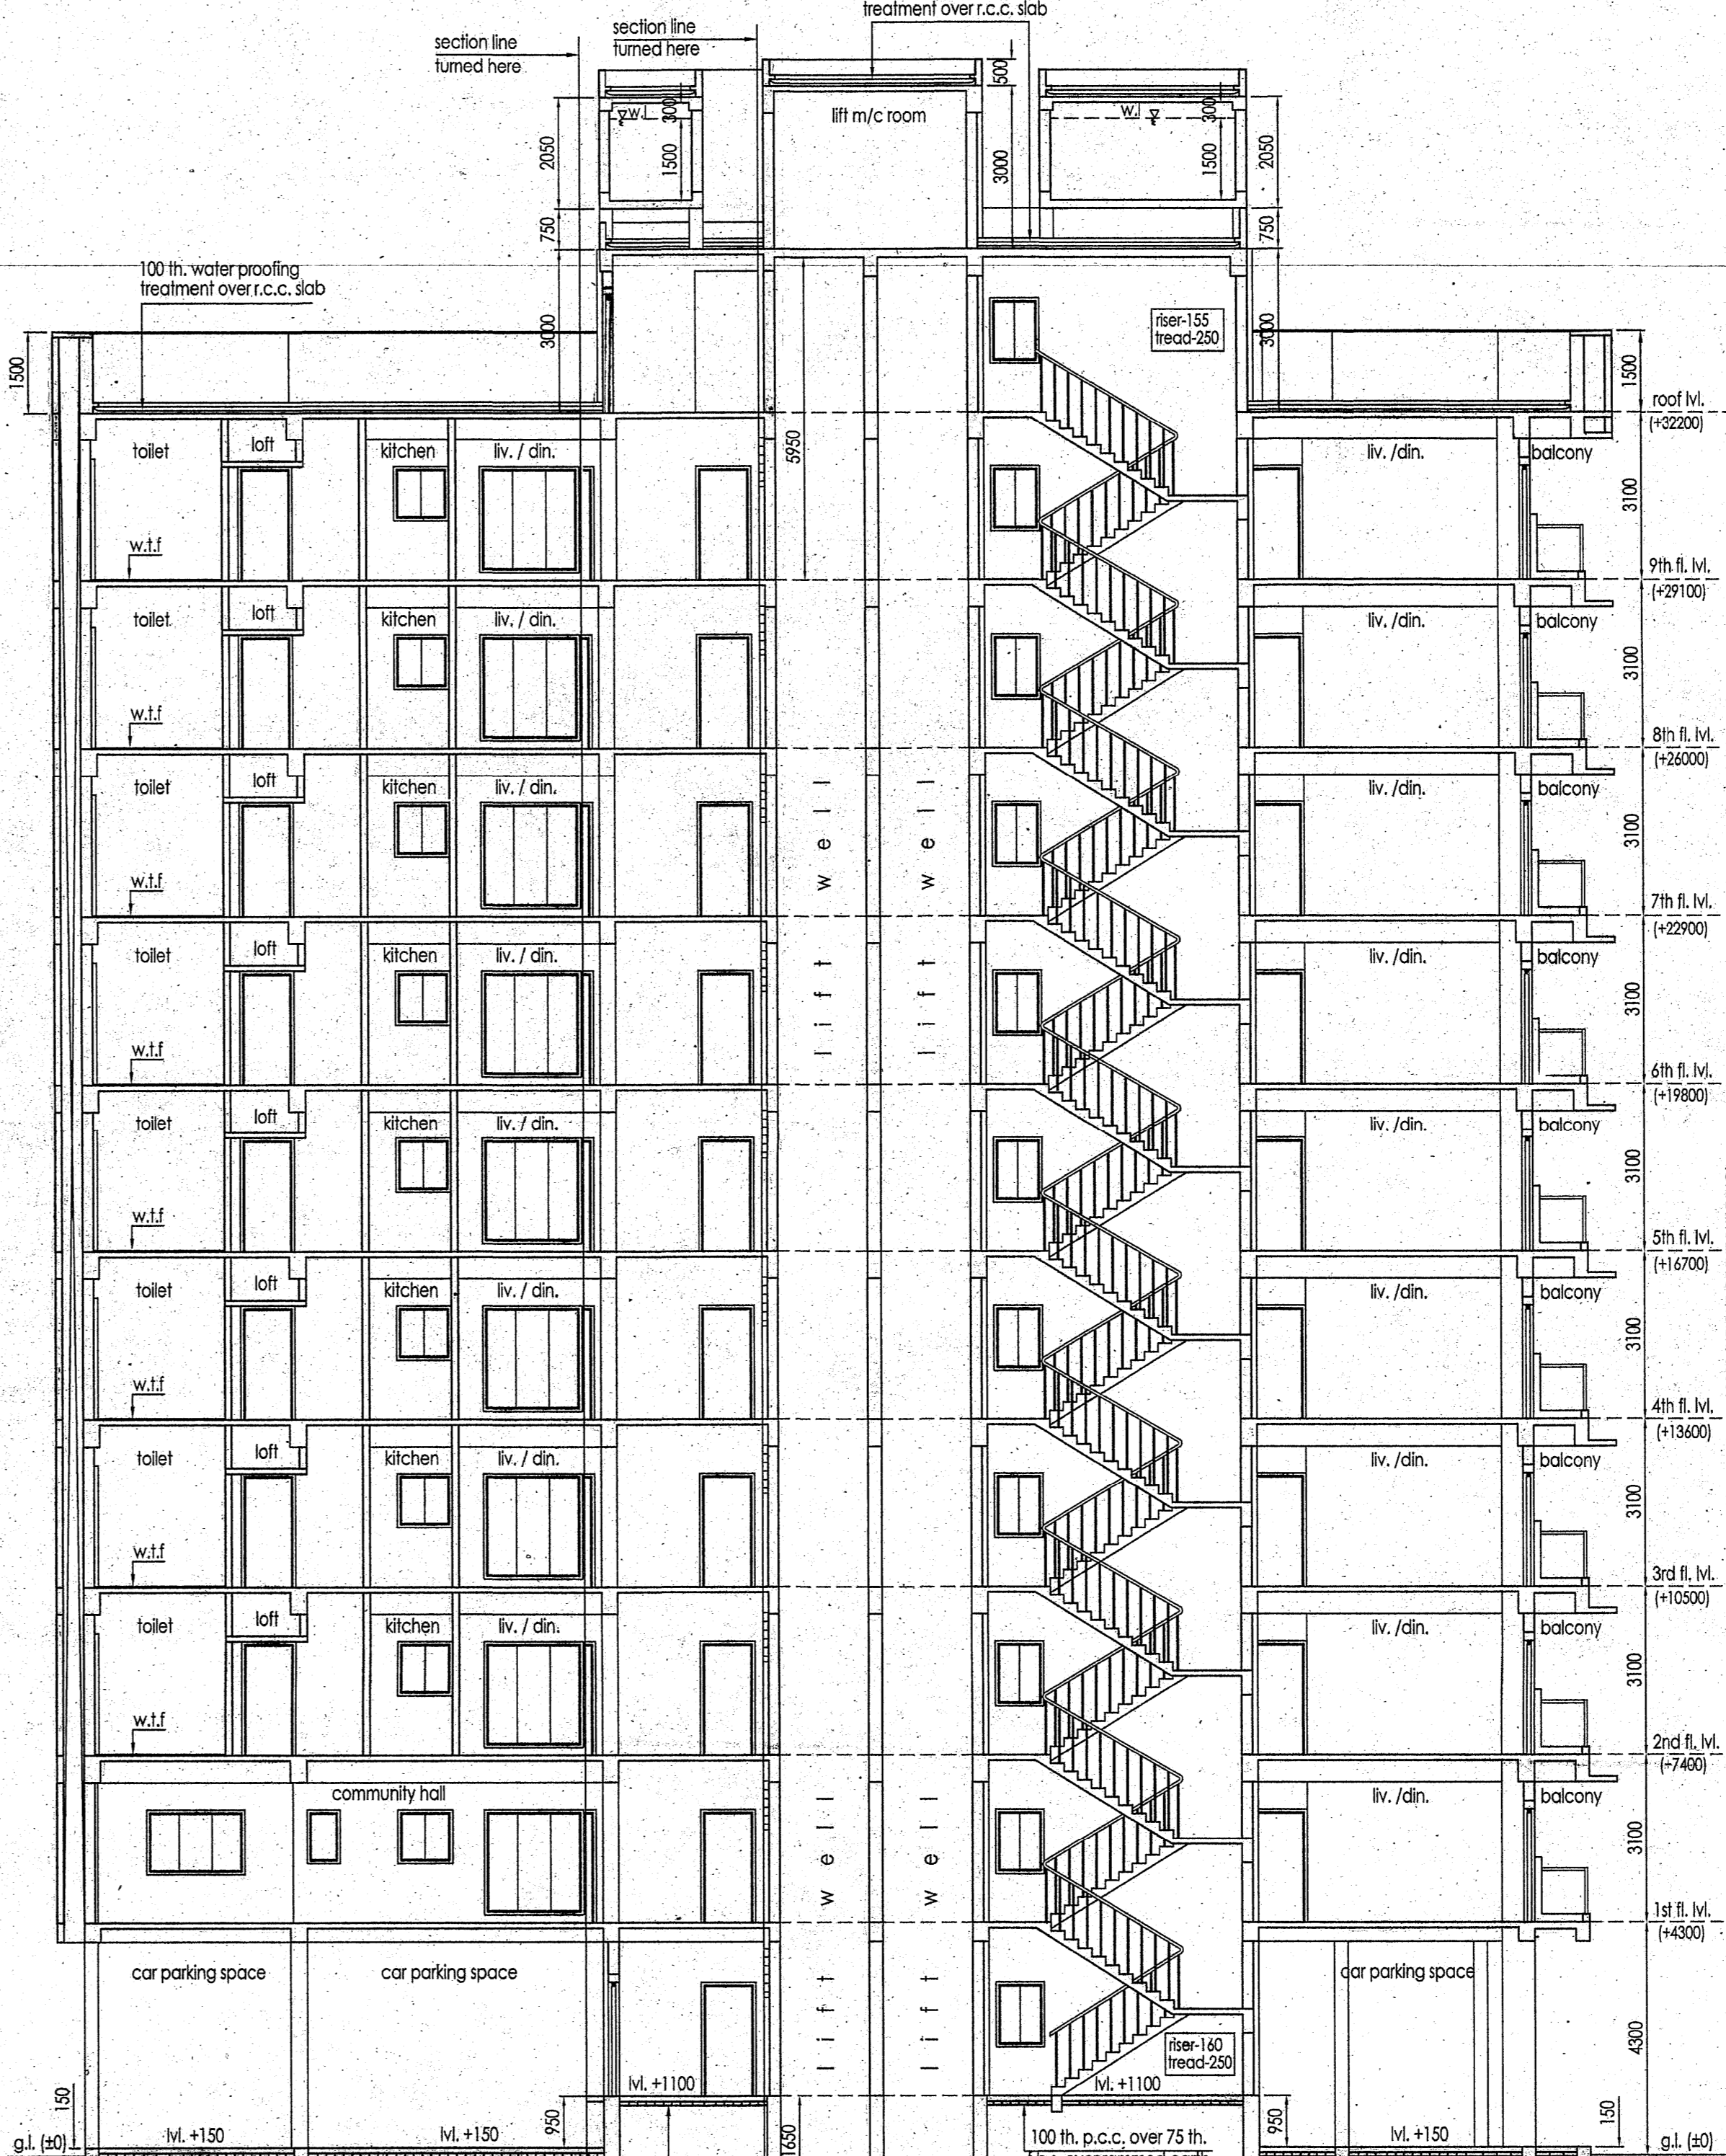 treatment over r.c.c. slab
section line
turned here
section line
turned here
500
lift m/c room
w.l
300
w.l
300
2050
1500
3000
1500
2050
750
750
100 th. water proofing
treatment over r.c.c. slab
3000
riser-155
tread-250
3000
1500
1500
roof lvl.
(+32200)
toilet
loft
kitchen
liv. / din.
5950
liv. /din.
balcony
3100
w.t.f
9th fl. lvl.
(+29100)
toilet
loft
kitchen
liv. / din.
liv. /din.
balcony
3100
w.t.f
8th fl. lvl.
(+26000)
toilet
loft
kitchen
liv. / din.
liv. /din.
balcony
3100
w.t.f
7th fl. lvl.
(+22900)
lift well
lift well
toilet
loft
kitchen
liv. / din.
liv. /din.
balcony
3100
w.t.f
6th fl. lvl.
(+19800)
toilet
loft
kitchen
liv. / din.
liv. /din.
balcony
3100
w.t.f
5th fl. lvl.
(+16700)
toilet
loft
kitchen
liv. / din.
liv. /din.
balcony
3100
w.t.f
4th fl. lvl.
(+13600)
toilet
loft
kitchen
liv. / din.
liv. /din.
balcony
3100
w.t.f
3rd fl. lvl.
(+10500)
toilet
loft
kitchen
liv. / din.
liv. /din.
balcony
3100
w.t.f
2nd fl. lvl.
(+7400)
community hall
liv. /din.
balcony
3100
1st fl. lvl.
(+4300)
lift well
lift well
car parking space
car parking space
car parking space
riser-160
tread-250
4300
lvl. +1100
lvl. +1100
150
950
1650
950
150
g.l. (±0)
lvl. +150
lvl. +150
100 th. p.c.c. over 75 th.
lvl. +150
g.l. (±0)